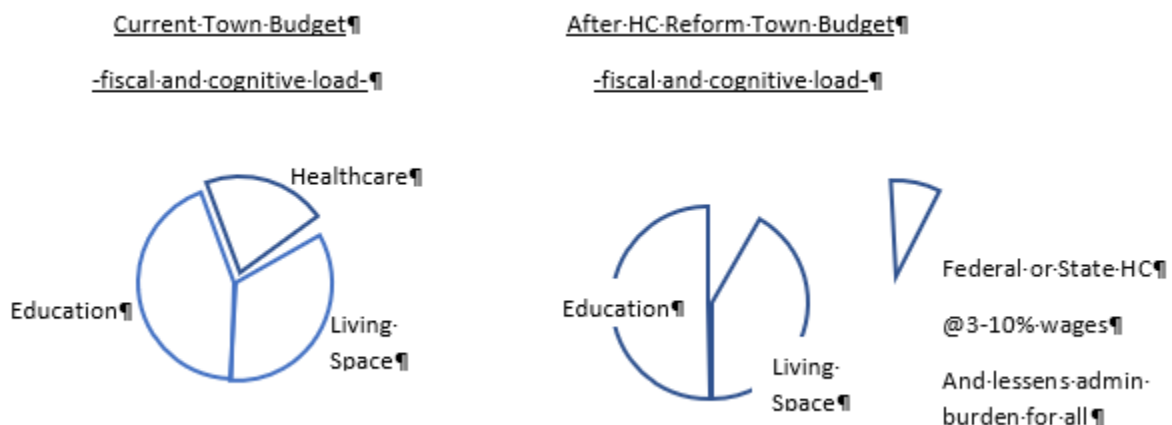 Current·Town·Budget¶
-fiscal·and·cognitive·load-¶
Healthcare¶
Education¶
Living·
Space¶
After·HC·Reform·Town·Budget¶
-fiscal·and·cognitive·load-¶
Education¶
Living·
Space¶
Federal·or·State·HC¶
@3-10%·wages¶
And·lessens·admin·
burden·for·all¶